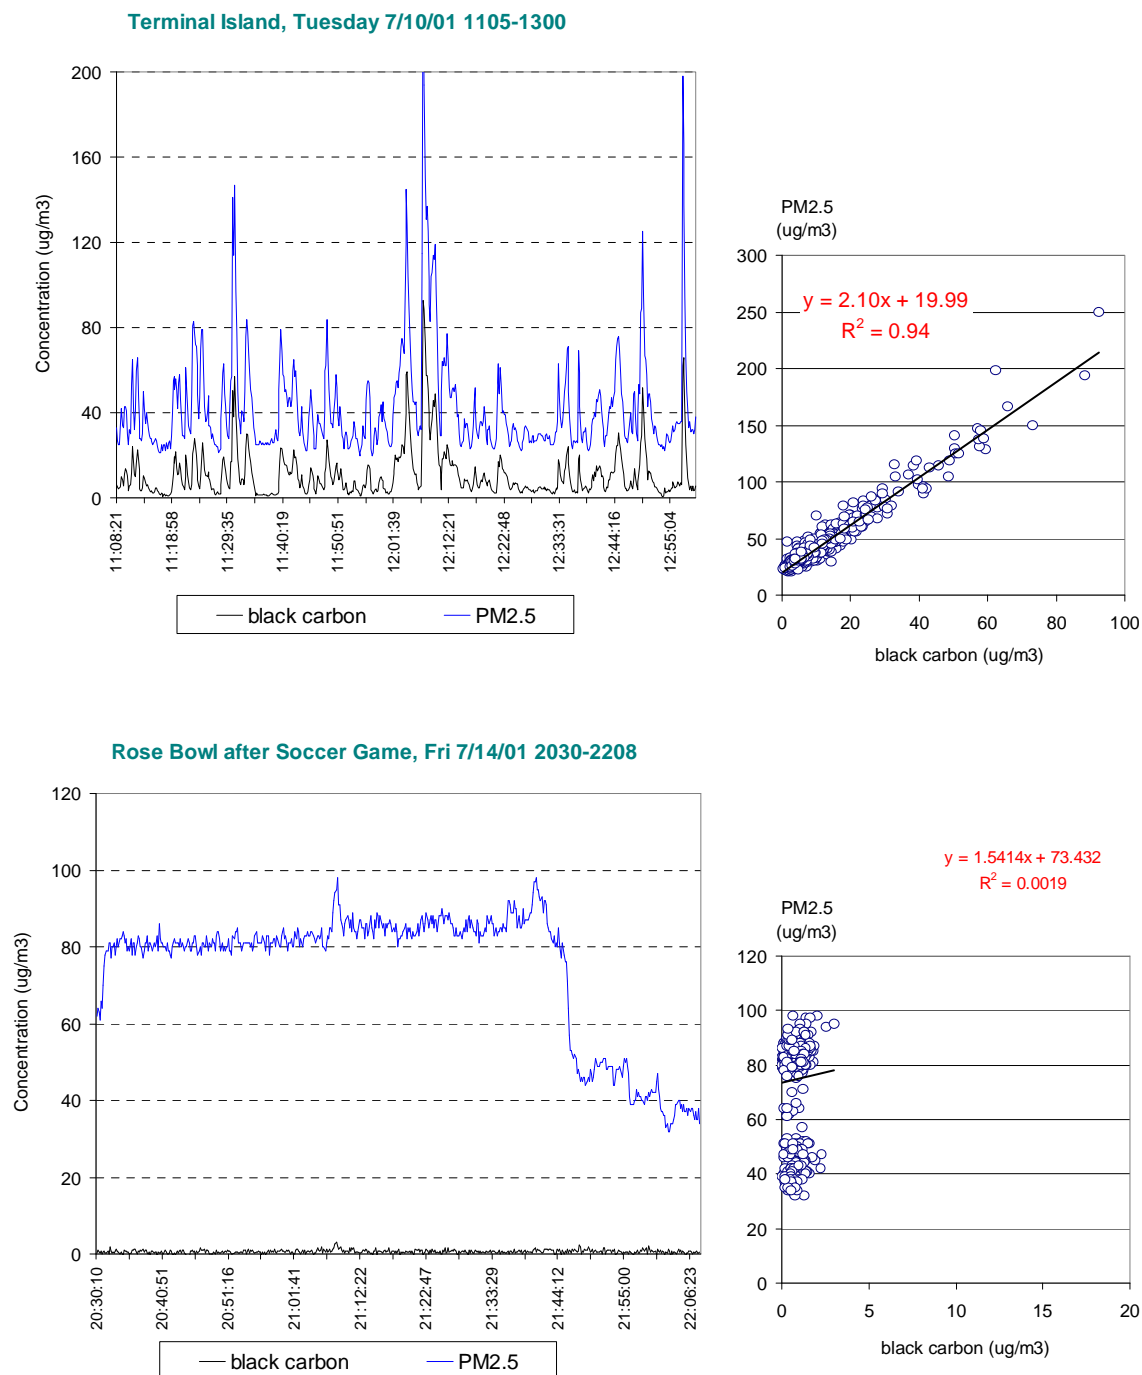 Terminal Island, Tuesday 7/10/01 1105-1300
200
160
120
80
40
0
Concentration (ug/m3)
11:08:21
11:18:58
11:29:35
11:40:19
11:50:51
12:01:39
12:12:21
12:22:48
12:33:31
12:44:16
12:55:04
black carbon PM2.5
PM2.5
(ug/m3)
300
250
200
150
100
50
0
y = 2.10x + 19.99
R² = 0.94
0 20 40 60 80 100
black carbon (ug/m3)
Rose Bowl after Soccer Game, Fri 7/14/01 2030-2208
120
100
80
60
40
20
0
Concentration (ug/m3)
20:30:10
20:40:51
20:51:16
21:01:41
21:12:22
21:22:47
21:33:29
21:44:12
21:55:00
22:06:23
black carbon PM2.5
y = 1.5414x + 73.432
R² = 0.0019
PM2.5
(ug/m3)
120
100
80
60
40
20
0
0 5 10 15 20
black carbon (ug/m3)